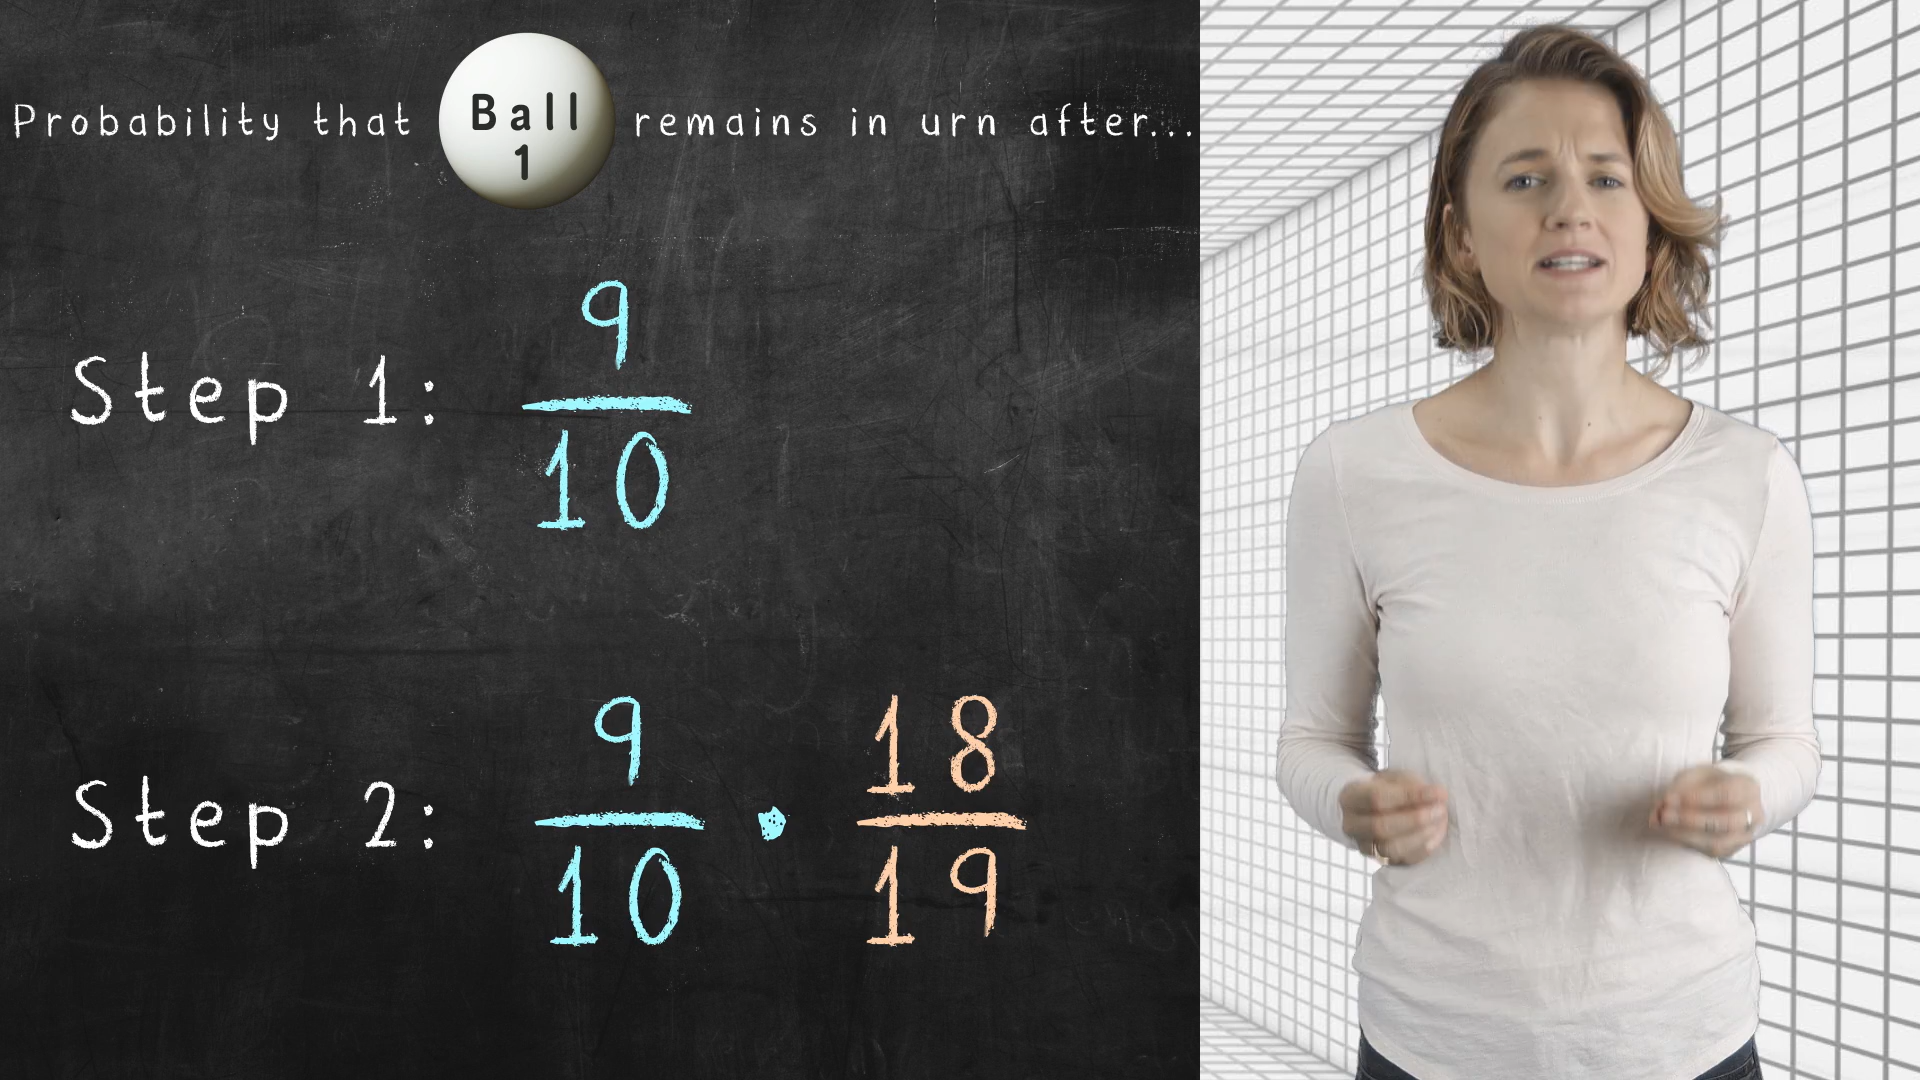 Probability that Ball 1 remains in urn after...
Step 1: 9/10
Step 2: 9/10 · 18/19